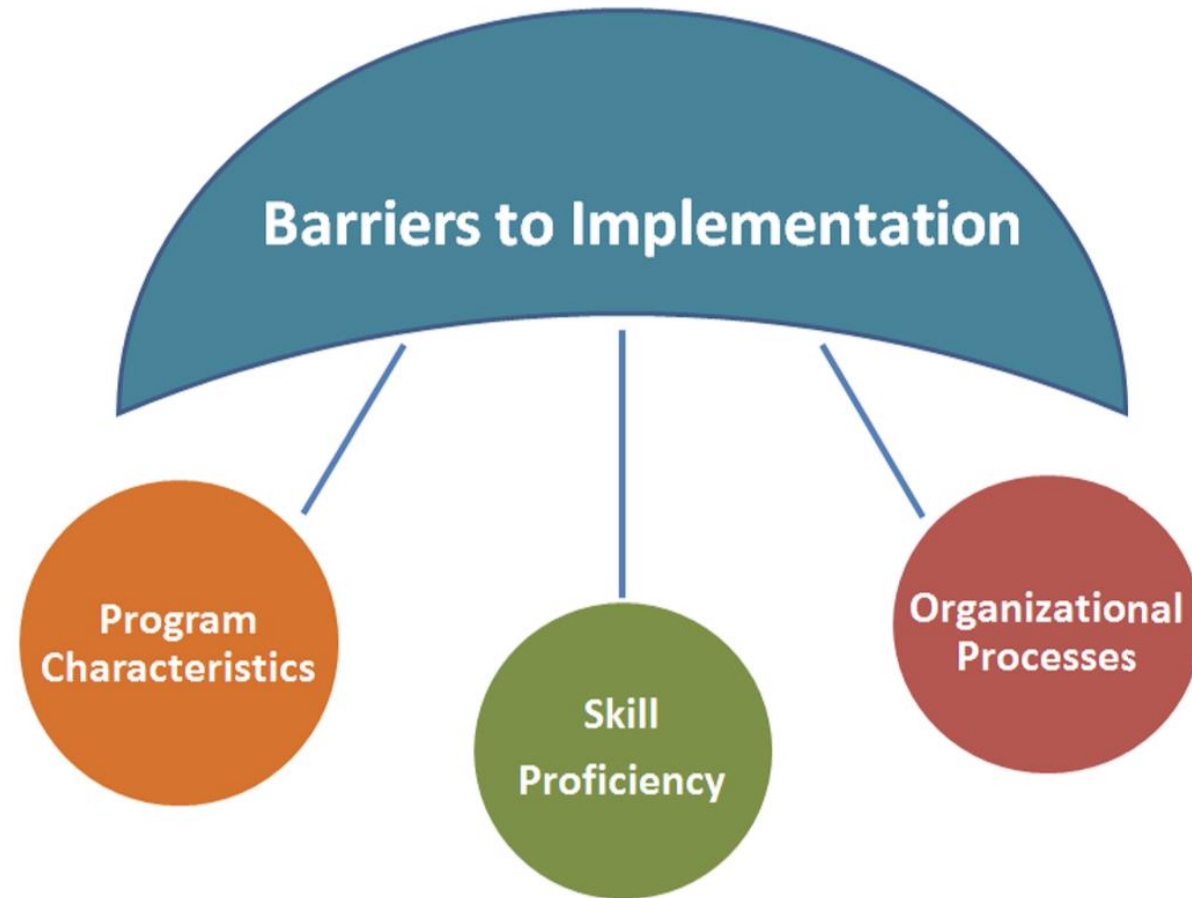 Barriers to Implementation
Program
Characteristics
Skill
Proficiency
Organizational
Processes